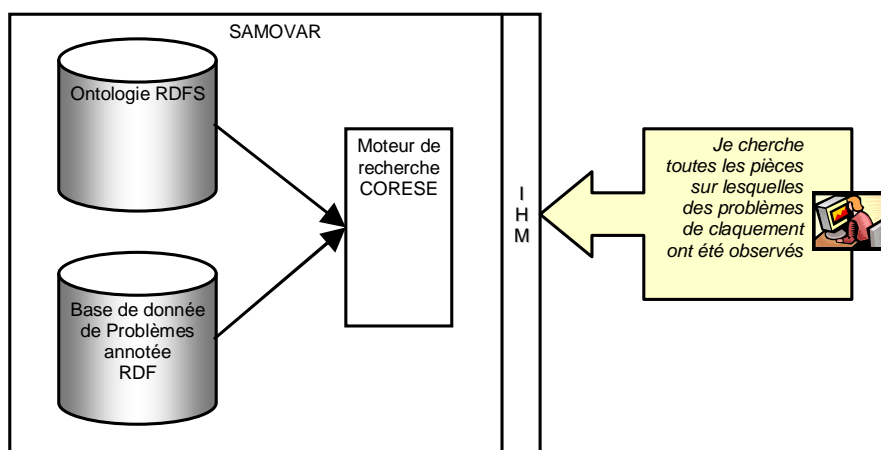 SAMOVAR
Ontologie RDFS
Base de donnée
de Problèmes
annotée
RDF
Moteur de
recherche
CORESE
I
H
M
Je cherche
toutes les pièces
sur lesquelles
des problèmes
de claquement
ont été observés